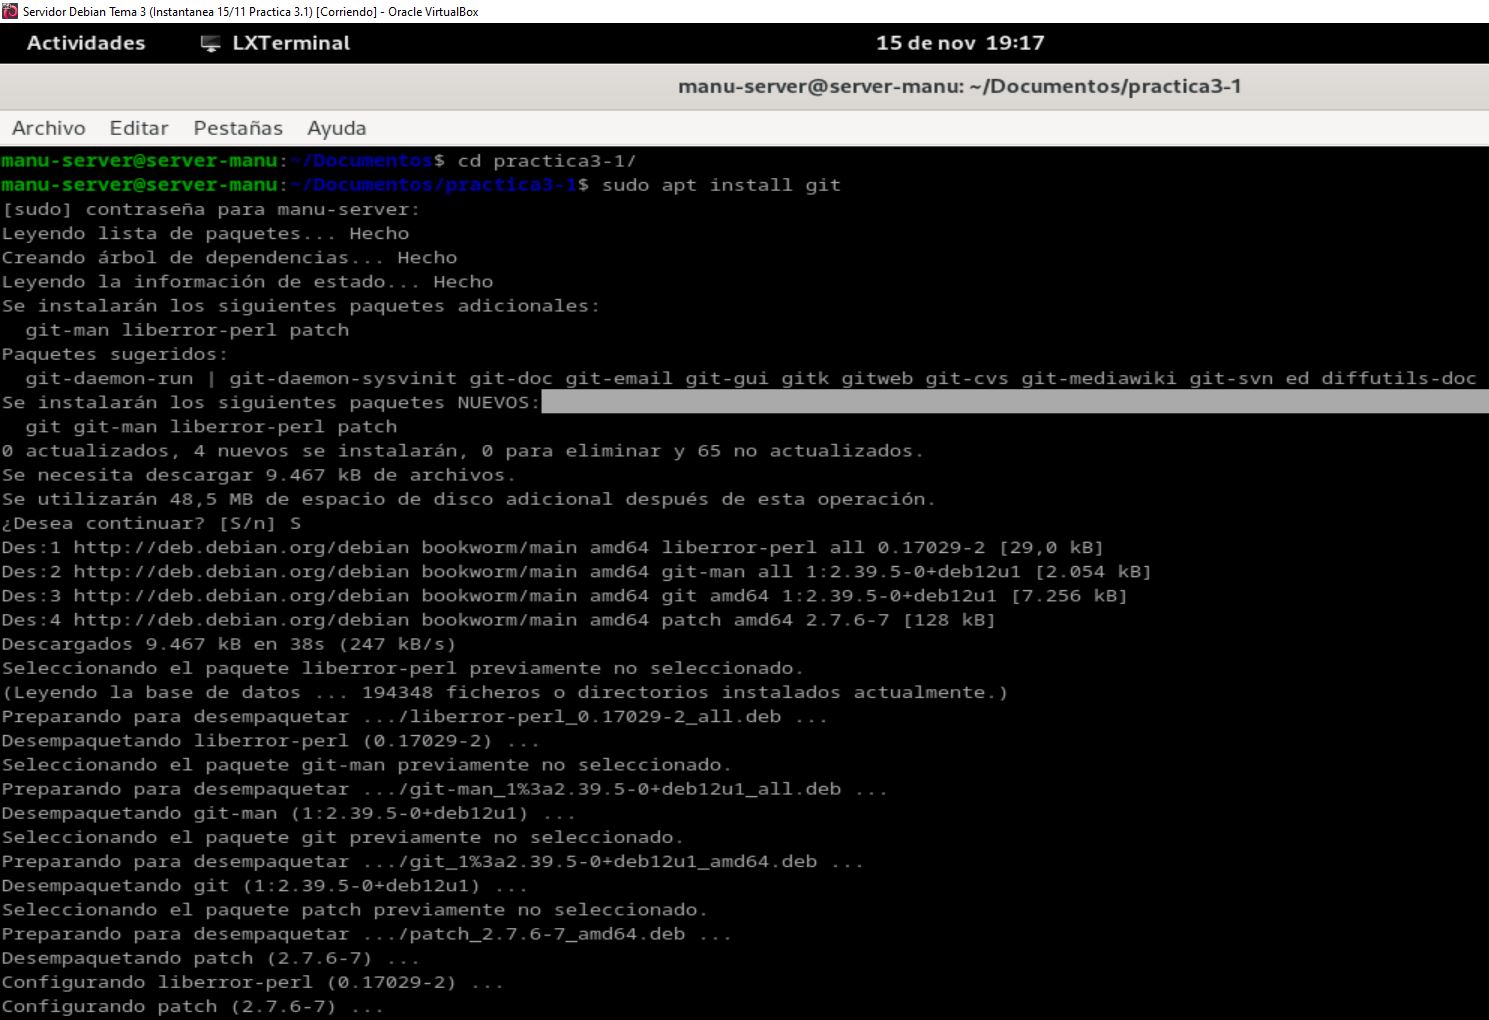 Servidor Debian Tema 3 (Instantanea 15/11 Practica 3.1) [Corriendo] - Oracle VirtualBox
Actividades LXTerminal 15 de nov 19:17
manu-server@server-manu: ~/Documentos/practica3-1
Archivo Editar Pestañas Ayuda
manu-server@server-manu:~/Documentos$ cd practica3-1/
manu-server@server-manu:~/Documentos/practica3-1$ sudo apt install git
[sudo] contraseña para manu-server:
Leyendo lista de paquetes... Hecho
Creando árbol de dependencias... Hecho
Leyendo la información de estado... Hecho
Se instalarán los siguientes paquetes adicionales:
  git-man liberror-perl patch
Paquetes sugeridos:
  git-daemon-run | git-daemon-sysvinit git-doc git-email git-gui gitk gitweb git-cvs git-mediawiki git-svn ed diffutils-doc
Se instalarán los siguientes paquetes NUEVOS:
  git git-man liberror-perl patch
0 actualizados, 4 nuevos se instalarán, 0 para eliminar y 65 no actualizados.
Se necesita descargar 9.467 kB de archivos.
Se utilizarán 48,5 MB de espacio de disco adicional después de esta operación.
¿Desea continuar? [S/n] S
Des:1 http://deb.debian.org/debian bookworm/main amd64 liberror-perl all 0.17029-2 [29,0 kB]
Des:2 http://deb.debian.org/debian bookworm/main amd64 git-man all 1:2.39.5-0+deb12u1 [2.054 kB]
Des:3 http://deb.debian.org/debian bookworm/main amd64 git amd64 1:2.39.5-0+deb12u1 [7.256 kB]
Des:4 http://deb.debian.org/debian bookworm/main amd64 patch amd64 2.7.6-7 [128 kB]
Descargados 9.467 kB en 38s (247 kB/s)
Seleccionando el paquete liberror-perl previamente no seleccionado.
(Leyendo la base de datos ... 194348 ficheros o directorios instalados actualmente.)
Preparando para desempaquetar .../liberror-perl_0.17029-2_all.deb ...
Desempaquetando liberror-perl (0.17029-2) ...
Seleccionando el paquete git-man previamente no seleccionado.
Preparando para desempaquetar .../git-man_1%3a2.39.5-0+deb12u1_all.deb ...
Desempaquetando git-man (1:2.39.5-0+deb12u1) ...
Seleccionando el paquete git previamente no seleccionado.
Preparando para desempaquetar .../git_1%3a2.39.5-0+deb12u1_amd64.deb ...
Desempaquetando git (1:2.39.5-0+deb12u1) ...
Seleccionando el paquete patch previamente no seleccionado.
Preparando para desempaquetar .../patch_2.7.6-7_amd64.deb ...
Desempaquetando patch (2.7.6-7) ...
Configurando liberror-perl (0.17029-2) ...
Configurando patch (2.7.6-7) ...